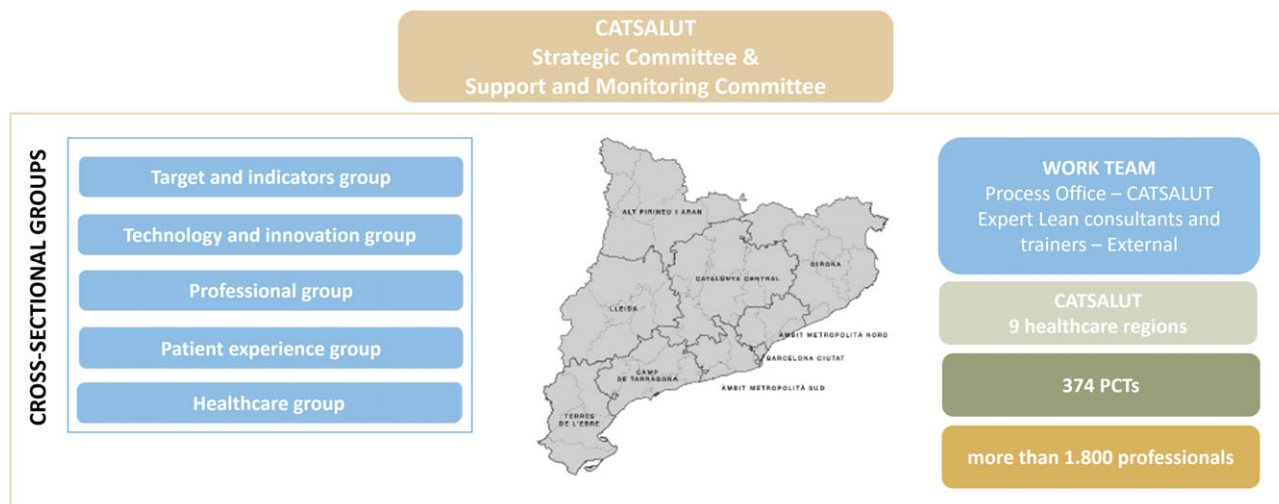 CATSALUT
Strategic Committee &
Support and Monitoring Committee
CROSS-SECTIONAL GROUPS
Target and indicators group
Technology and innovation group
Professional group
Patient experience group
Healthcare group
ALT PIRINEU I ARAN
GIRONA
CATALUNYA CENTRAL
LLEIDA
ÀMBIT METROPOLITÀ NORD
BARCELONA CIUTAT
CAMP
DE TARRAGONA
ÀMBIT METROPOLITÀ SUD
TERRES
DE L'EBRE
WORK TEAM
Process Office – CATSALUT
Expert Lean consultants and
trainers – External
CATSALUT
9 healthcare regions
374 PCTs
more than 1.800 professionals